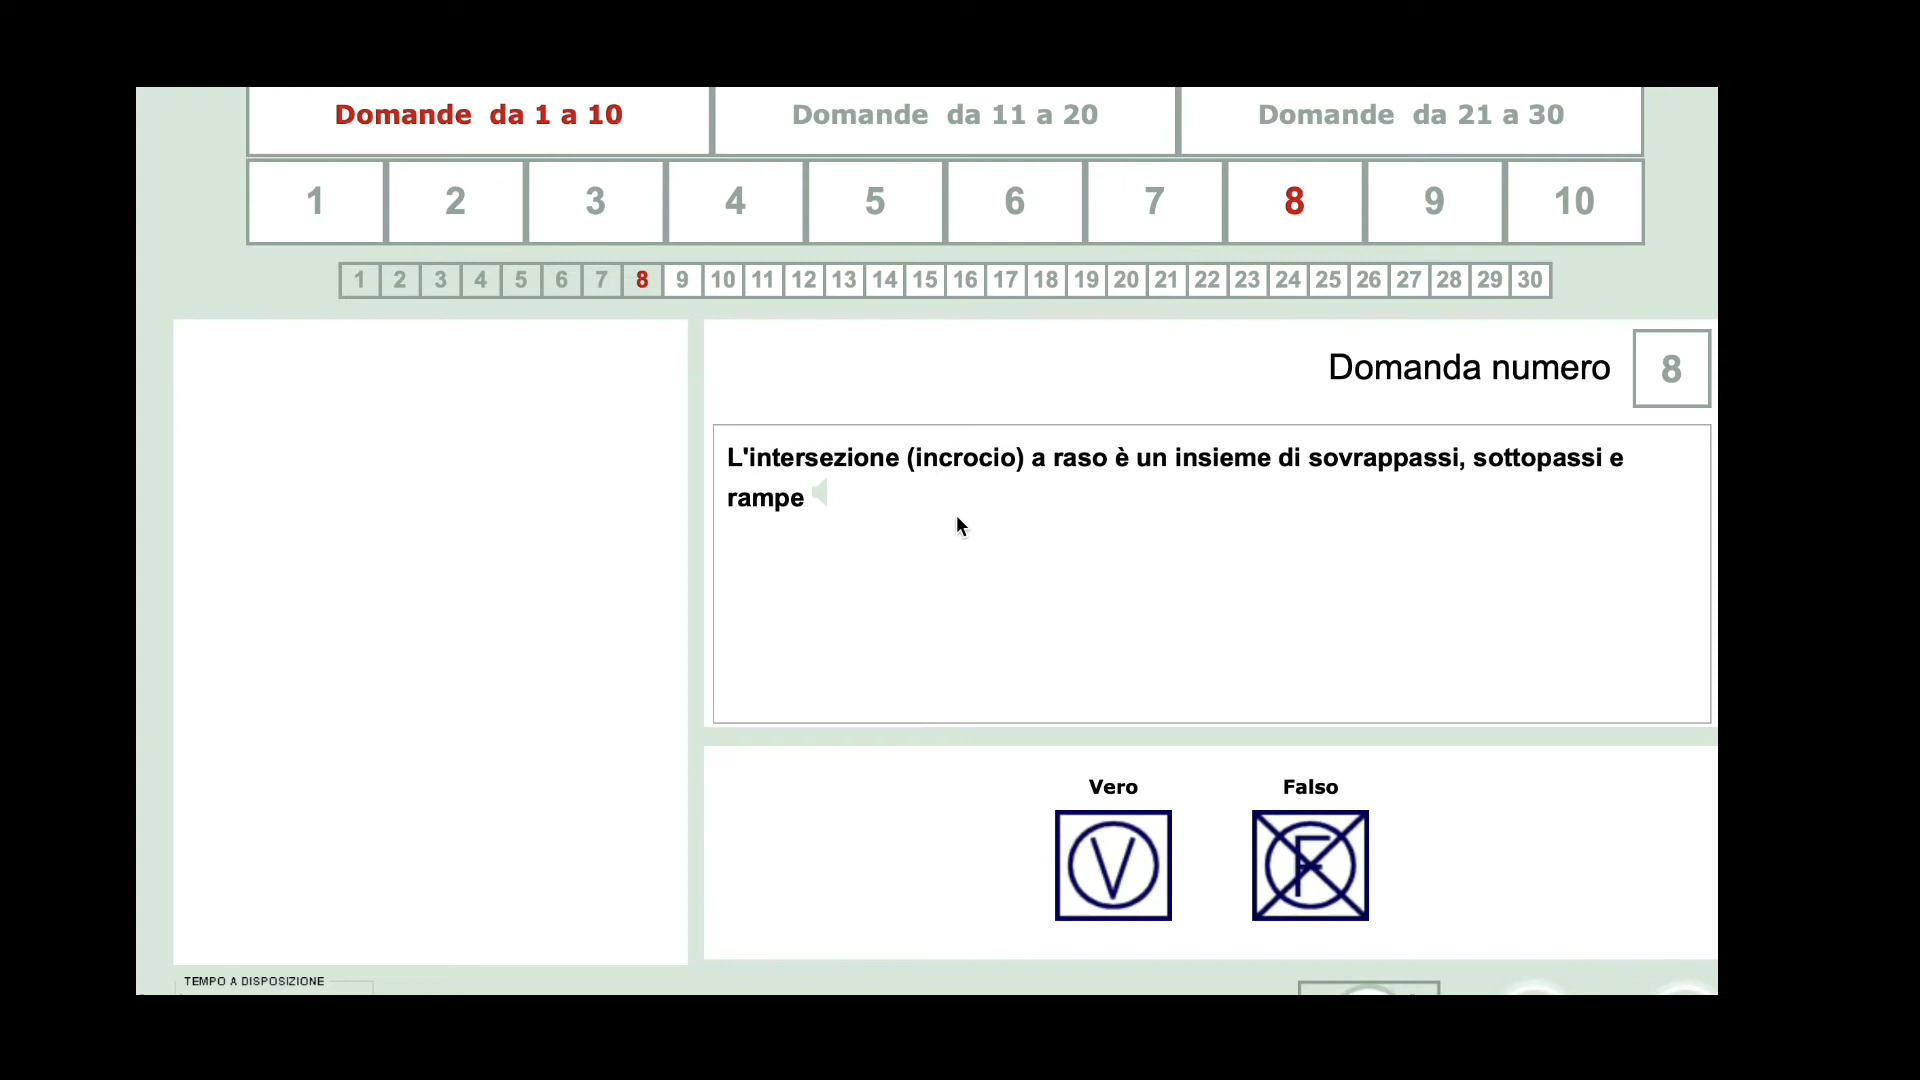 Domande da 1 a 10 Domande da 11 a 20 Domande da 21 a 30
1 2 3 4 5 6 7 8 9 10
1 2 3 4 5 6 7 8 9 10 11 12 13 14 15 16 17 18 19 20 21 22 23 24 25 26 27 28 29 30
Domanda numero 8
L'intersezione (incrocio) a raso è un insieme di sovrappassi, sottopassi e
rampe
Vero Falso
V F
TEMPO A DISPOSIZIONE